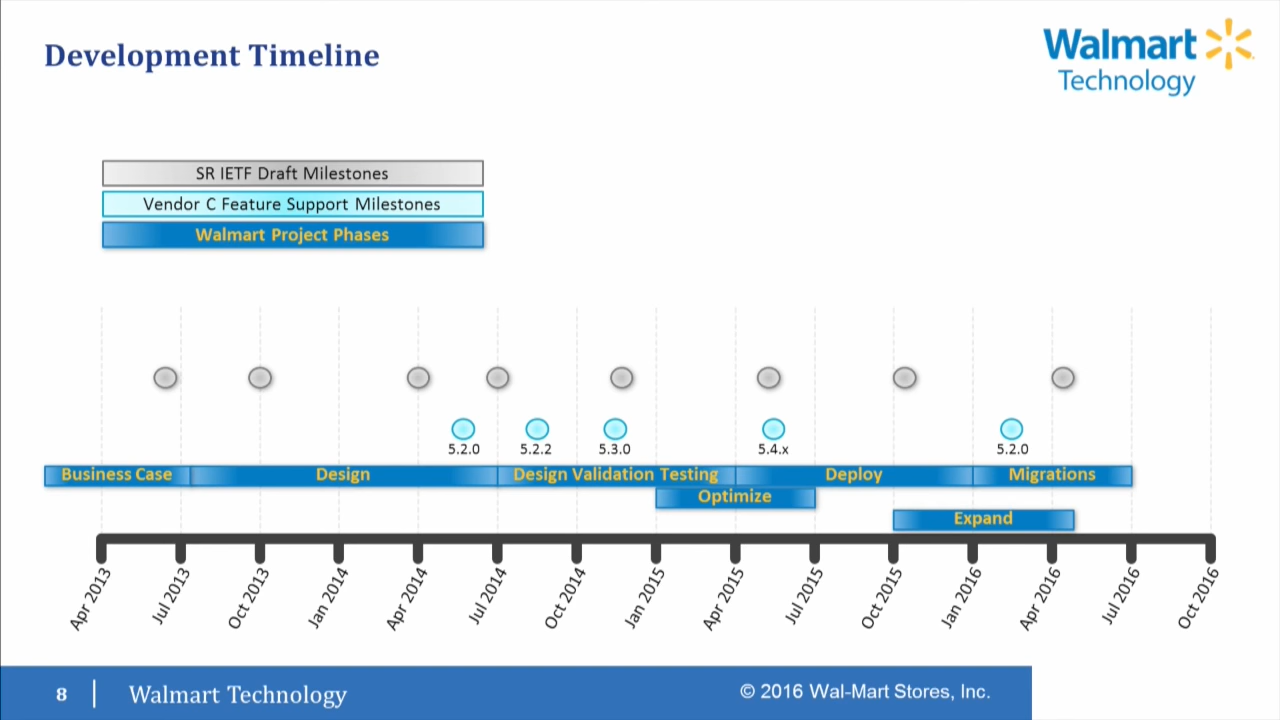 Development Timeline
Walmart
Technology
SR IETF Draft Milestones
Vendor C Feature Support Milestones
Walmart Project Phases
5.2.0
5.2.2
5.3.0
5.4.x
5.2.0
Business Case
Design
Design Validation Testing
Deploy
Migrations
Optimize
Expand
Apr 2013
Jul 2013
Oct 2013
Jan 2014
Apr 2014
Jul 2014
Oct 2014
Jan 2015
Apr 2015
Jul 2015
Oct 2015
Jan 2016
Apr 2016
Jul 2016
Oct 2016
8
Walmart Technology
© 2016 Wal-Mart Stores, Inc.